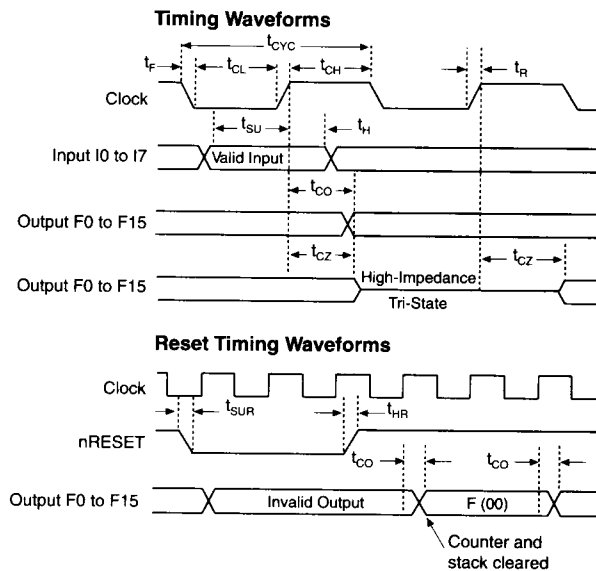 Timing Waveforms
tCYC
tF tCL tCH tR
Clock
tSU tH
Input I0 to I7 Valid Input
tCO
Output F0 to F15
tCZ tCZ
High-Impedance
Output F0 to F15
Tri-State
Reset Timing Waveforms
Clock
tSUR tHR
nRESET
tCO tCO
Output F0 to F15 Invalid Output F (00)
Counter and
stack cleared